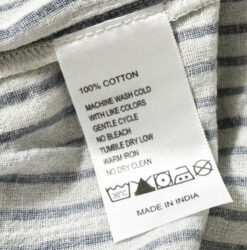 100% COTTON
MACHINE WASH COLD
WITH LIKE COLORS
GENTLE CYCLE
NO BLEACH
TUMBLE DRY LOW
WARM IRON
NO DRY CLEAN
30°C
MADE IN INDIA